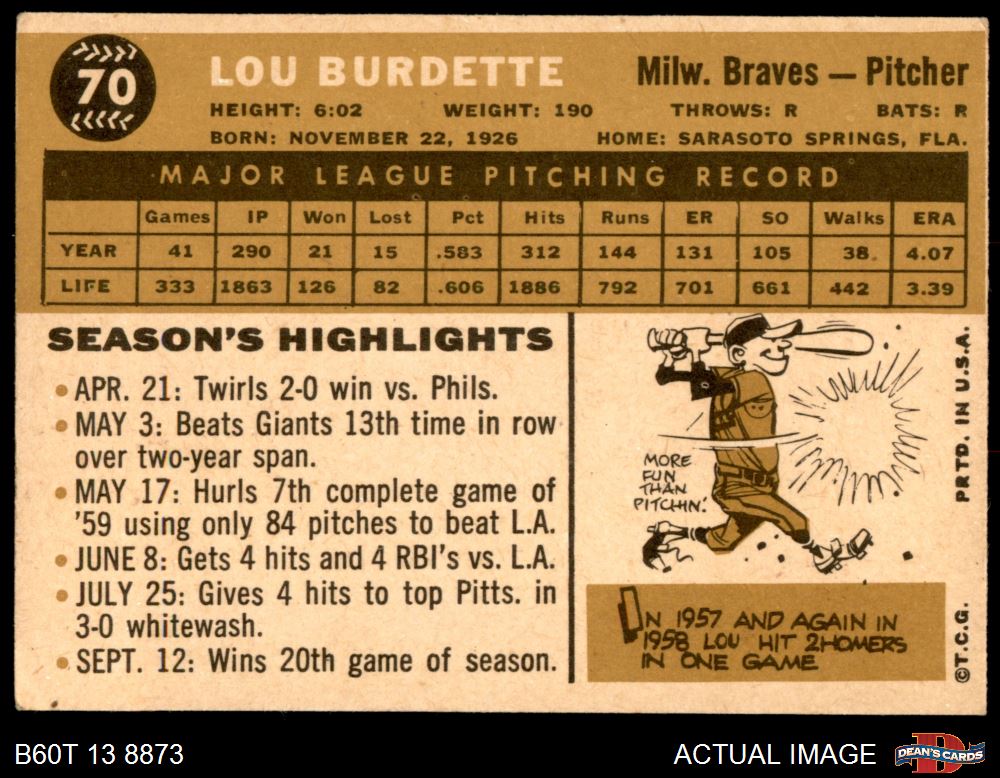 70
LOU BURDETTE
Milw. Braves — Pitcher
HEIGHT: 6:02 WEIGHT: 190 THROWS: R BATS: R
BORN: NOVEMBER 22, 1926 HOME: SARASOTO SPRINGS, FLA.
MAJOR LEAGUE PITCHING RECORD
Games IP Won Lost Pct Hits Runs ER SO Walks ERA
YEAR 41 290 21 15 .583 312 144 131 105 38 4.07
LIFE 333 1863 126 82 .606 1886 792 701 661 442 3.39
SEASON'S HIGHLIGHTS
• APR. 21: Twirls 2-0 win vs. Phils.
• MAY 3: Beats Giants 13th time in row
over two-year span.
• MAY 17: Hurls 7th complete game of
'59 using only 84 pitches to beat L.A.
• JUNE 8: Gets 4 hits and 4 RBI's vs. L.A.
• JULY 25: Gives 4 hits to top Pitts. in
3-0 whitewash.
• SEPT. 12: Wins 20th game of season.
MORE
FUN
THAN
PITCHIN'.
IN 1957 AND AGAIN IN
1958 LOU HIT 2 HOMERS
IN ONE GAME
PRTD. IN U.S.A.
©T.C.G.
B60T 13 8873
ACTUAL IMAGE
DEAN'S CARDS